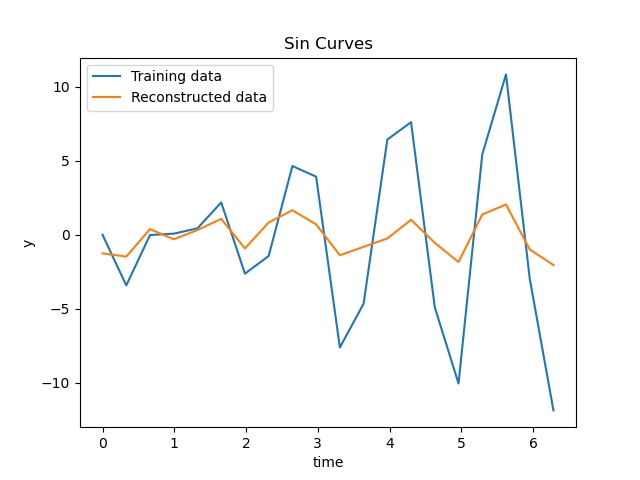 Sin Curves
Training data
Reconstructed data
10
5
0
−5
−10
y
0 1 2 3 4 5 6
time